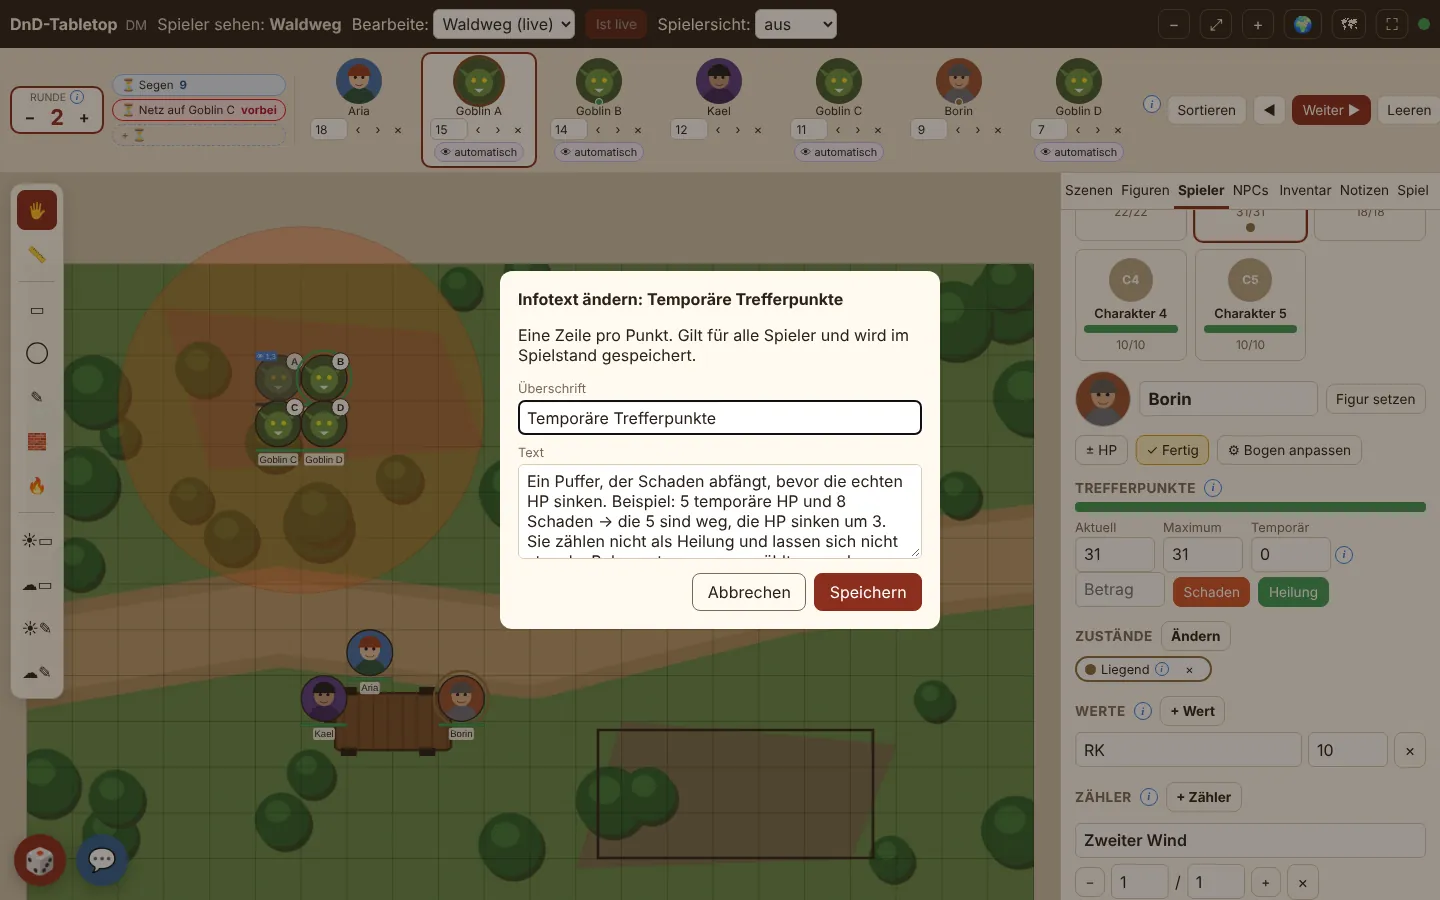 DnD-Tabletop DM Spieler sehen: Waldweg Bearbeite: Waldweg (live) Ist live Spielersicht: aus
RUNDE i
− 2 +
Segen 9
Netz auf Goblin C vorbei
+
Aria
18 ‹ › ×
Goblin A
15 ‹ › ×
automatisch
Goblin B
14 ‹ › ×
automatisch
Kael
12 ‹ › ×
Goblin C
11 ‹ › ×
automatisch
Borin
9 ‹ › ×
Goblin D
7 ‹ › ×
automatisch
i Sortieren ◀ Weiter ▶ Leeren
Szenen Figuren Spieler NPCs Inventar Notizen Spiel
22/22 31/31 18/18
C4 C5
Charakter 4 Charakter 5
10/10 10/10
Borin Figur setzen
± HP ✓ Fertig ⚙ Bogen anpassen
TREFFERPUNKTE i
Aktuell Maximum Temporär
31 31 0 i
Betrag Schaden Heilung
ZUSTÄNDE Ändern
Liegend i ×
WERTE i + Wert
RK 10 ×
ZÄHLER i + Zähler
Zweiter Wind
− 1 / 1 + ×
A B
C D
Goblin C Goblin D
Aria
Kael Borin
Infotext ändern: Temporäre Trefferpunkte
Eine Zeile pro Punkt. Gilt für alle Spieler und wird im
Spielstand gespeichert.
Überschrift
Temporäre Trefferpunkte
Text
Ein Puffer, der Schaden abfängt, bevor die echten
HP sinken. Beispiel: 5 temporäre HP und 8
Schaden → die 5 sind weg, die HP sinken um 3.
Sie zählen nicht als Heilung und lassen sich nicht
Abbrechen Speichern